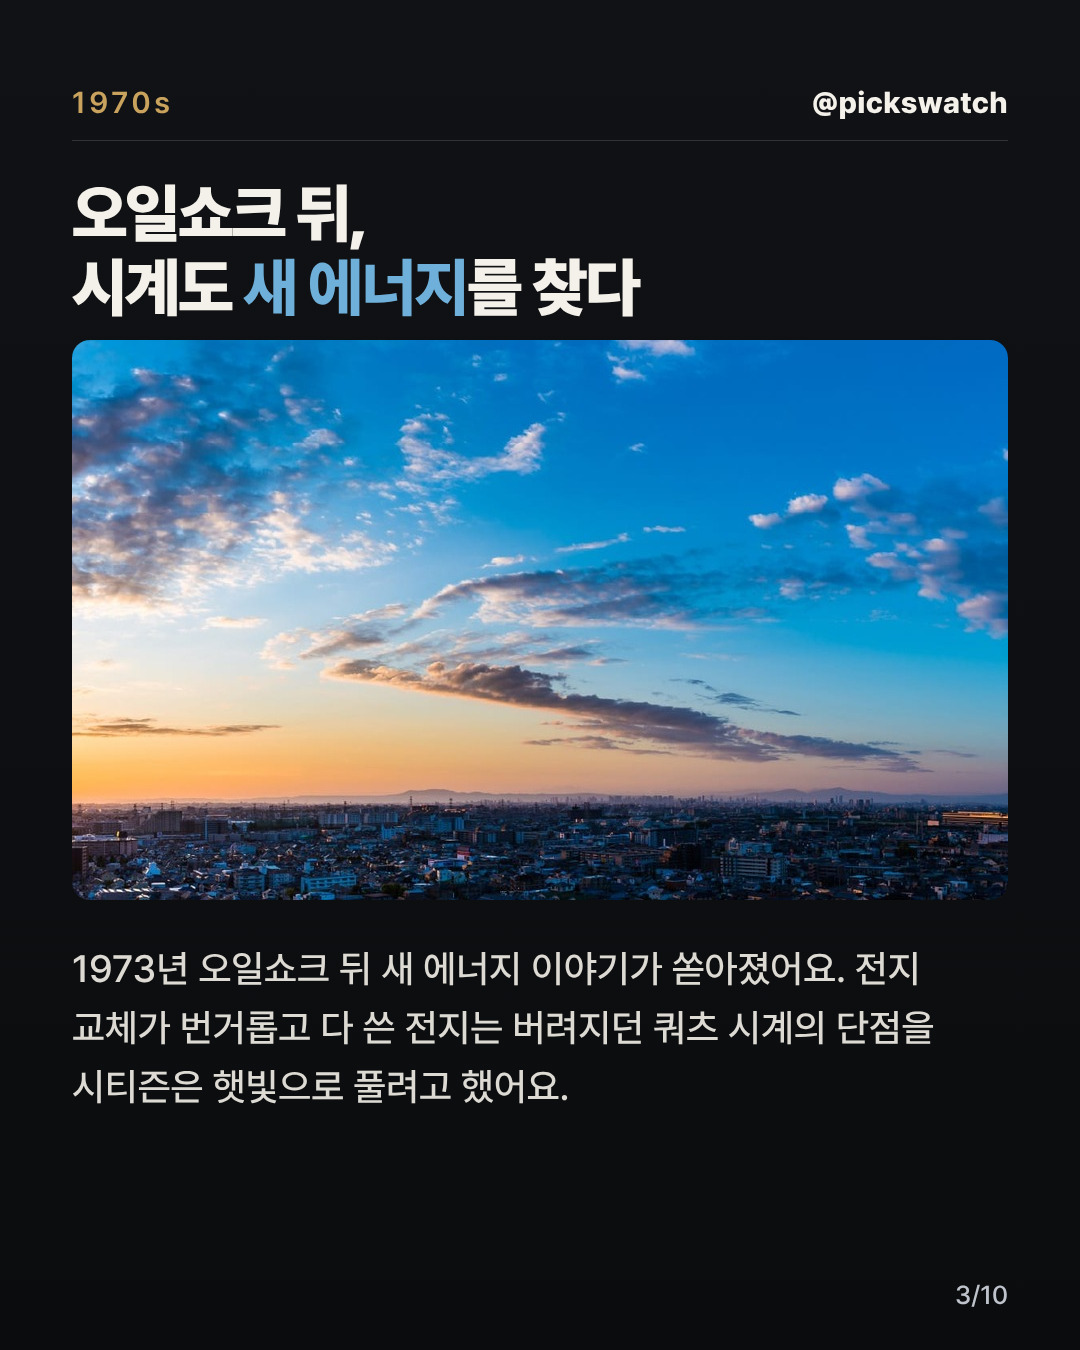 1970s
@pickswatch
오일쇼크 뒤,
시계도 새 에너지를 찾다
1973년 오일쇼크 뒤 새 에너지 이야기가 쏟아졌어요. 전지
교체가 번거롭고 다 쓴 전지는 버려지던 쿼츠 시계의 단점을
시티즌은 햇빛으로 풀려고 했어요.
3/10